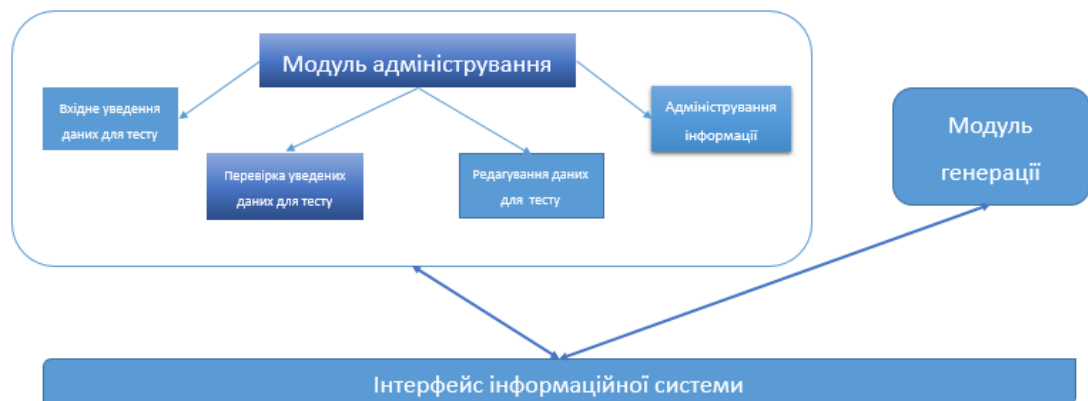 Модуль адміністрування
Вхідне уведення
даних для тесту
Адміністрування
інформації
Модуль
генерації
Перевірка уведених
даних для тесту
Редагування даних
для тесту
Інтерфейс інформаційної системи